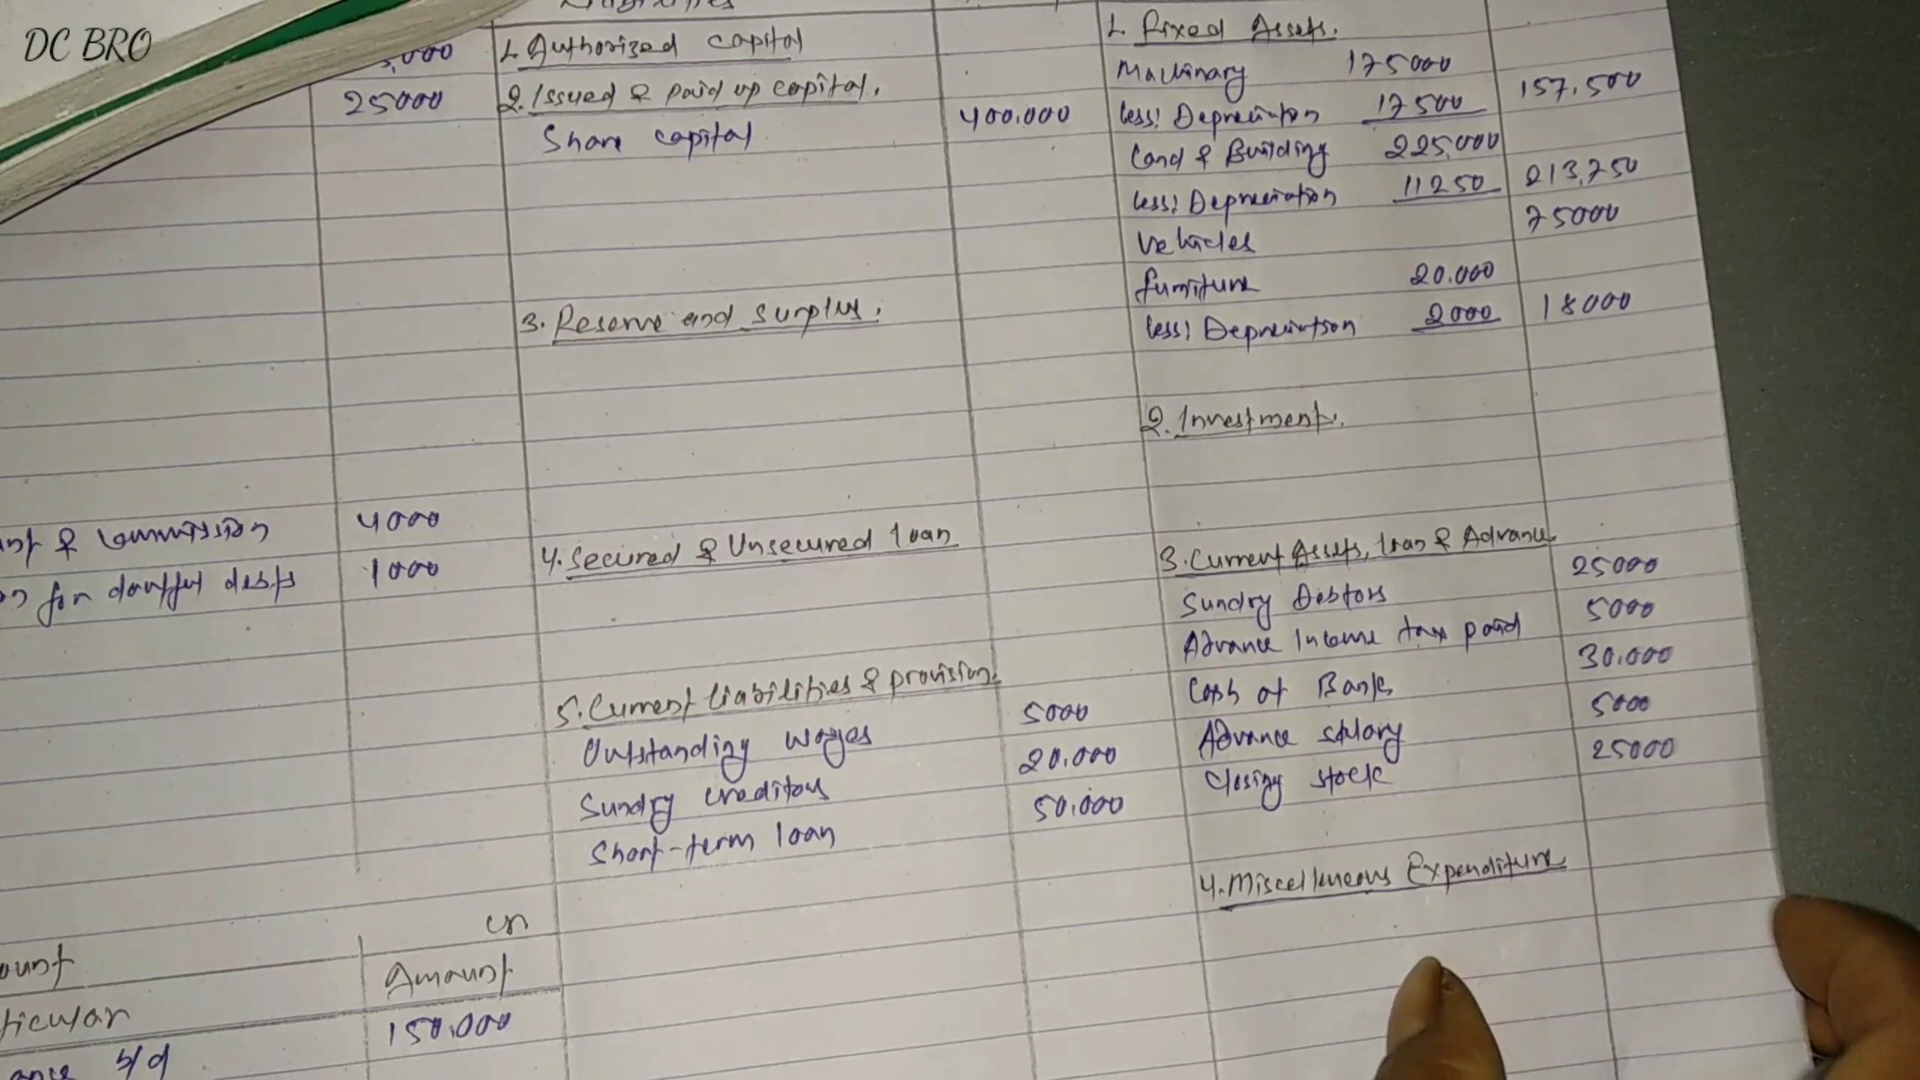 DC BRO
25000
4000
1000
cr
Amount
150.000
b/d
1. Authorized capital
2. Issued & paid up capital.
Share capital 400.000
3. Reserve and Surplus.
4. Secured & Unsecured loan
5. Current liabilities & provision.
Outstanding wages 5000
Sundry creditors 20.000
Short-term loan 50.000
1. Fixed Assets.
Machinary 175000
less: Depreciation 17500 157.500
Land & Building 225.000
less: Depreciation 11250 213.750
Vehicles 75000
furniture 20.000
less: Depreciation 2000 18000
2. Investment.
3. Current Assets, loan & Advance
Sundry Debtors 25000
Advance Income tax paid 5000
Cash at Bank 30.000
Advance salary 5000
Closing stock 25000
4. Miscellaneous Expenditure